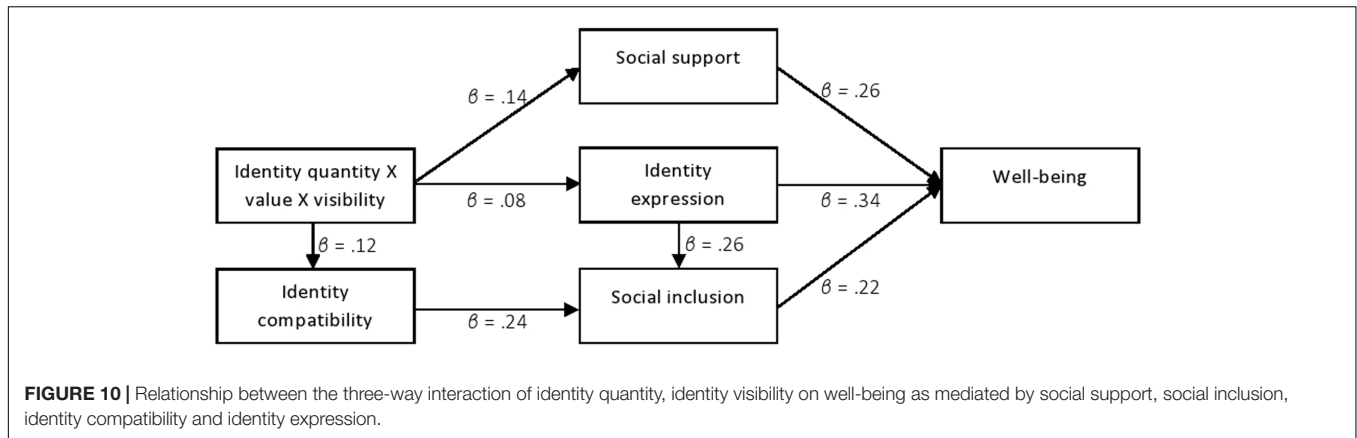 Social support
β = .14
β = .26
Identity quantity X
value X visibility
Identity
expression
Well-being
β = .08
β = .34
β = .12
β = .26
Identity
compatibility
Social inclusion
β = .24
β = .22
FIGURE 10 | Relationship between the three-way interaction of identity quantity, identity visibility on well-being as mediated by social support, social inclusion,
identity compatibility and identity expression.